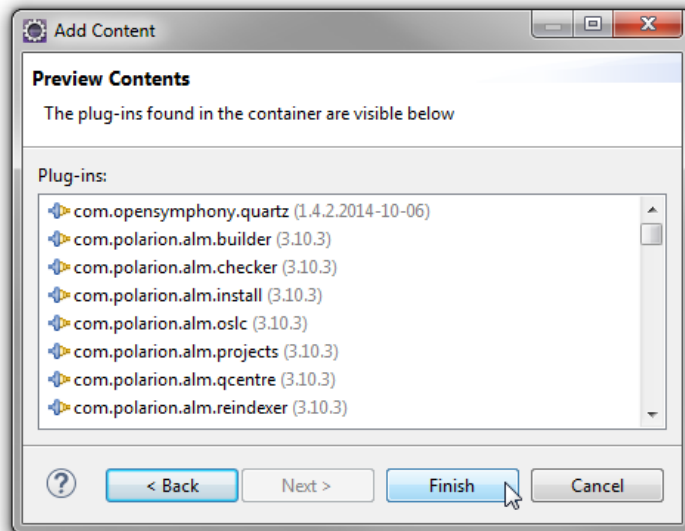 Add Content
Preview Contents
The plug-ins found in the container are visible below
Plug-ins:
com.opensymphony.quartz (1.4.2.2014-10-06)
com.polarion.alm.builder (3.10.3)
com.polarion.alm.checker (3.10.3)
com.polarion.alm.install (3.10.3)
com.polarion.alm.oslc (3.10.3)
com.polarion.alm.projects (3.10.3)
com.polarion.alm.qcentre (3.10.3)
com.polarion.alm.reindexer (3.10.3)
? < Back Next > Finish Cancel